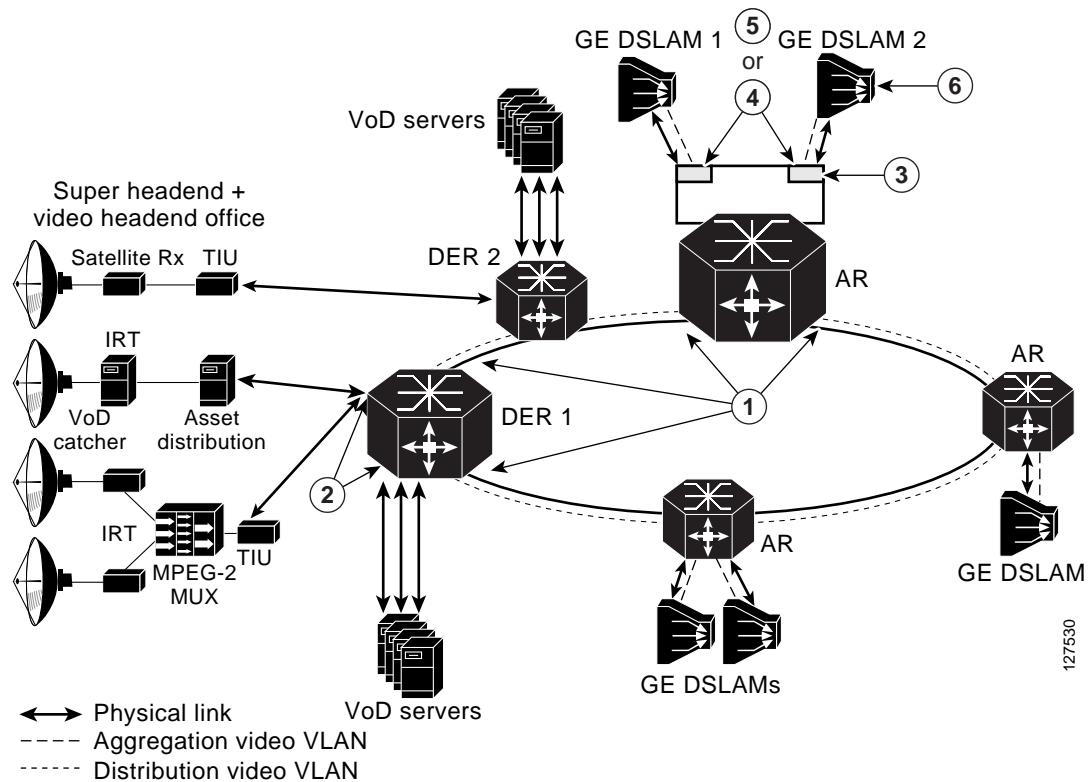 5
GE DSLAM 1
GE DSLAM 2
or
4
6
VoD servers
3
Super headend +
video headend office
Satellite Rx
TIU
DER 2
AR
IRT
AR
VoD
catcher
Asset
distribution
DER 1
1
2
IRT
TIU
MPEG-2
MUX
AR
GE DSLAM
GE DSLAMs
VoD servers
127530
Physical link
Aggregation video VLAN
Distribution video VLAN